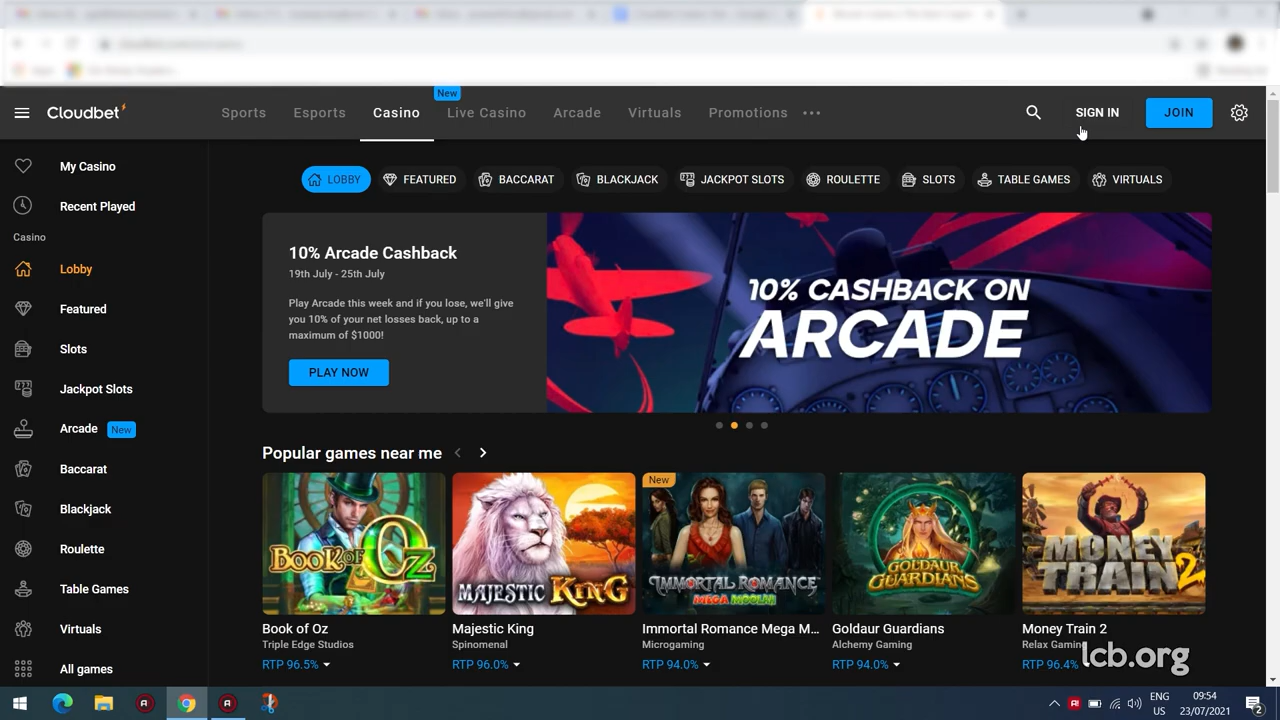 New
Cloudbet Sports Esports Casino Live Casino Arcade Virtuals Promotions ••• SIGN IN JOIN
My Casino
Recent Played
Casino
Lobby
Featured
Slots
Jackpot Slots
Arcade New
Baccarat
Blackjack
Roulette
Table Games
Virtuals
All games
LOBBY FEATURED BACCARAT BLACKJACK JACKPOT SLOTS ROULETTE SLOTS TABLE GAMES VIRTUALS
10% Arcade Cashback
19th July - 25th July
Play Arcade this week and if you lose, we'll give
you 10% of your net losses back, up to a
maximum of $1000!
PLAY NOW
10% CASHBACK ON
ARCADE
Popular games near me
BOOK OF OZ
MAJESTIC KING
New
IMMORTAL ROMANCE
MEGA MOOLAH
GOLDAUR
GUARDIANS
MONEY
TRAIN 2
Book of Oz
Triple Edge Studios
RTP 96.5%
Majestic King
Spinomenal
RTP 96.0%
Immortal Romance Mega M...
Microgaming
RTP 94.0%
Goldaur Guardians
Alchemy Gaming
RTP 94.0%
Money Train 2
Relax Gaming
RTP 96.4%
lcb.org
ENG
US
09:54
23/07/2021
2